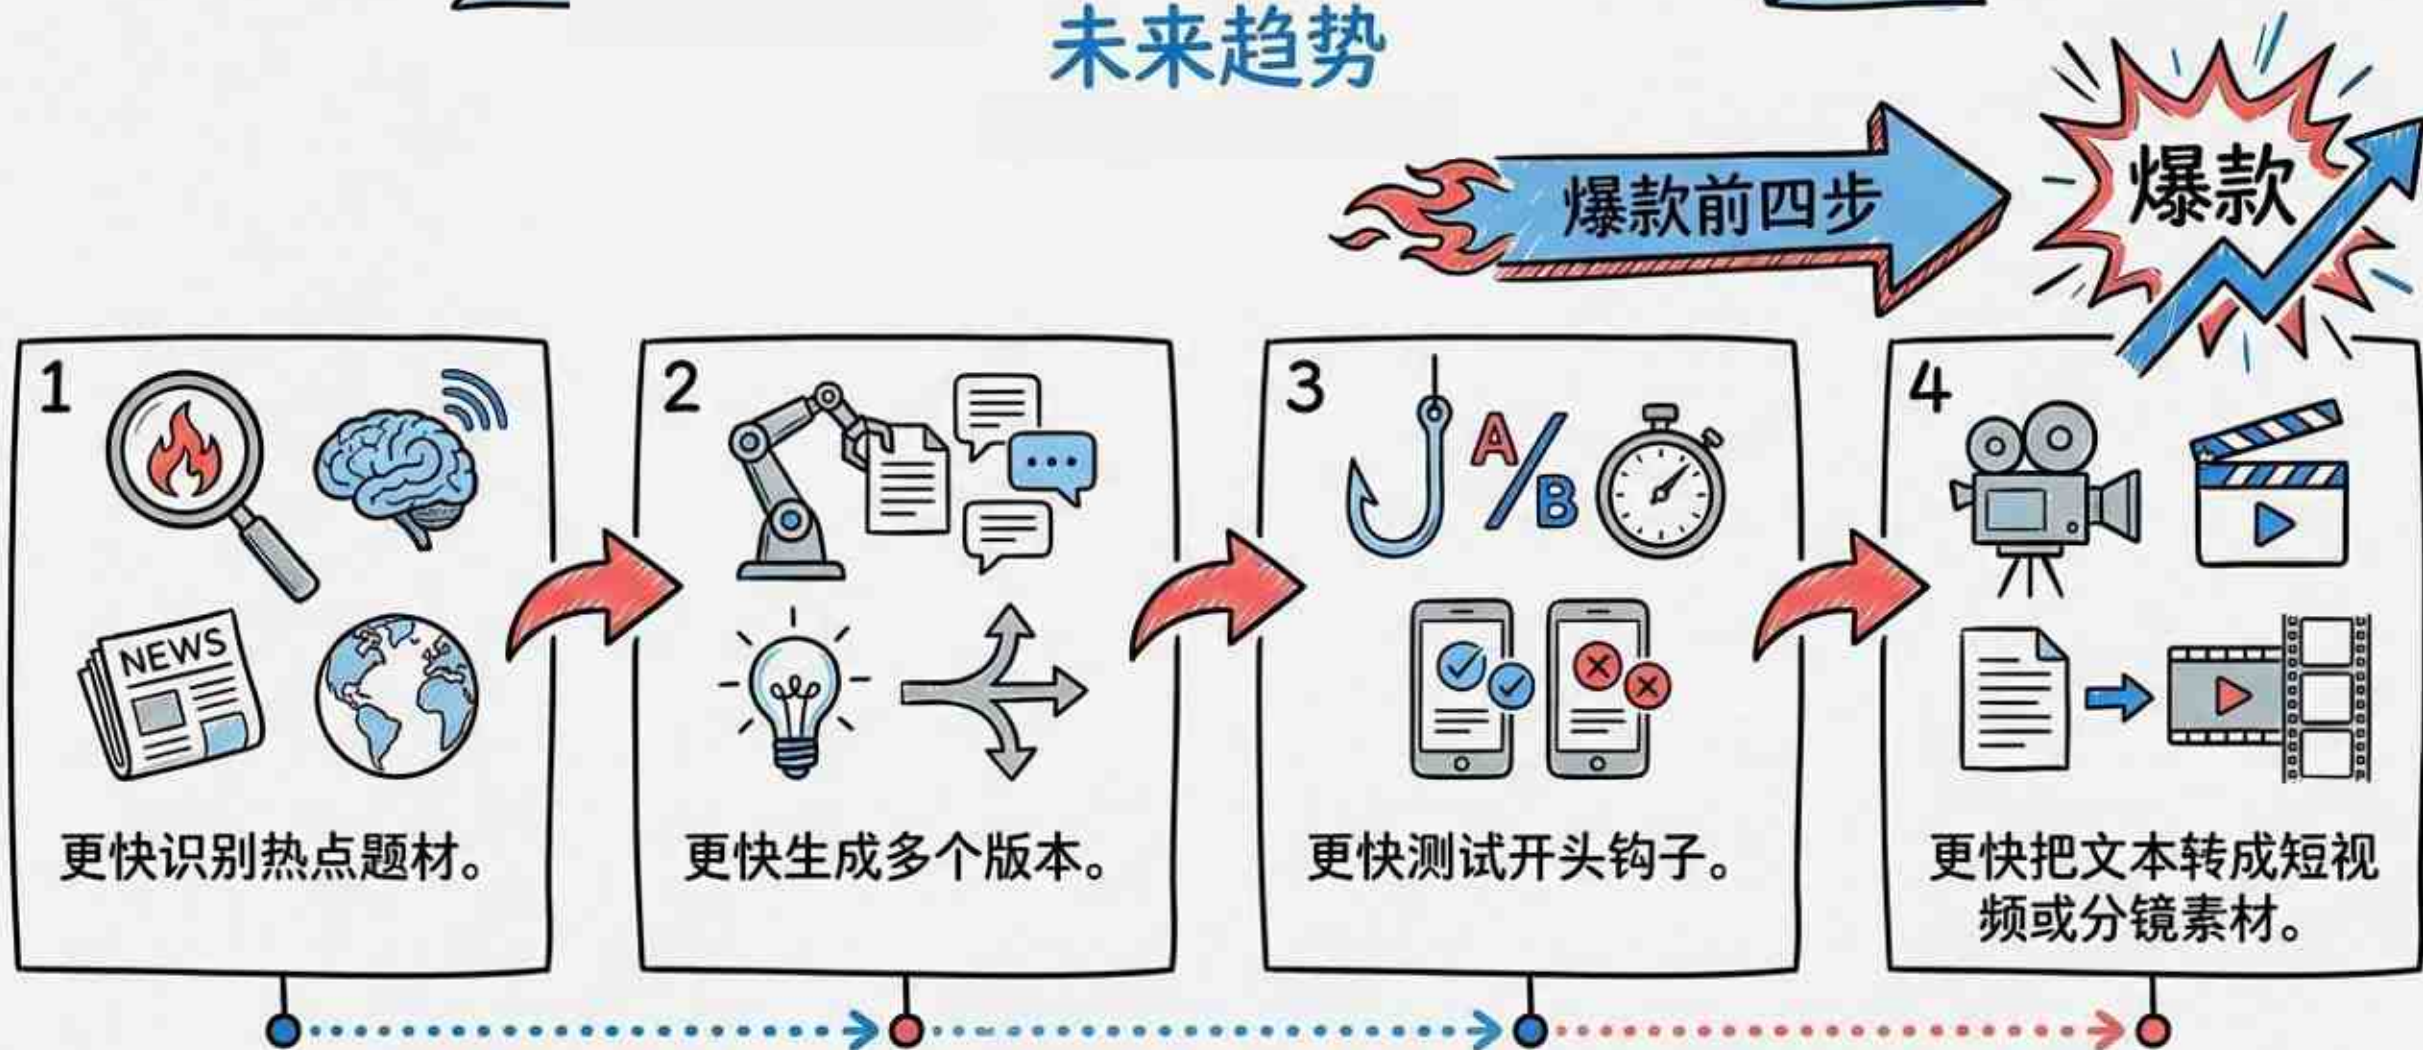 未来趋势
爆款前四步
爆款
1
NEWS
更快识别热点题材。
2
更快生成多个版本。
3
A/B
更快测试开头钩子。
4
更快把文本转成短视
频或分镜素材。